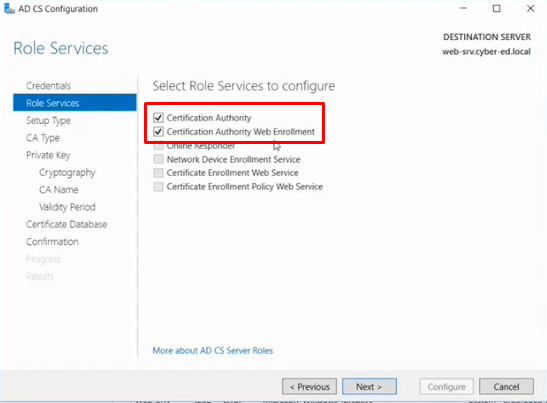 AD CS Configuration
Role Services
DESTINATION SERVER
web-srv.cyber-ed.local
Credentials
Role Services
Setup Type
CA Type
Private Key
Cryptography
CA Name
Validity Period
Certificate Database
Confirmation
Progress
Results
Select Role Services to configure
Certification Authority
Certification Authority Web Enrollment
Online Responder
Network Device Enrollment Service
Certificate Enrollment Web Service
Certificate Enrollment Policy Web Service
More about AD CS Server Roles
< Previous
Next >
Configure
Cancel